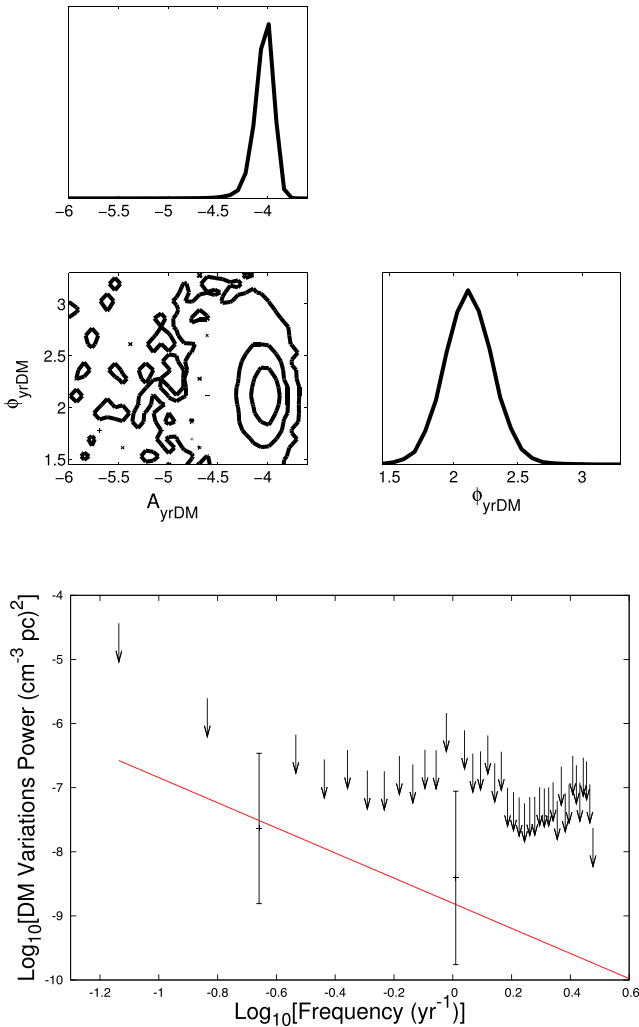 −6 −5.5 −5 −4.5 −4
3
2.5
2
1.5
ϕyrDM
−6 −5.5 −5 −4.5 −4
AyrDM
1.5 2 2.5 3
ϕyrDM
-4
-5
-6
-7
-8
-9
-10
Log10[DM Variations Power (cm-3 pc)2]
-1.2 -1 -0.8 -0.6 -0.4 -0.2 0 0.2 0.4 0.6
Log10[Frequency (yr-1)]